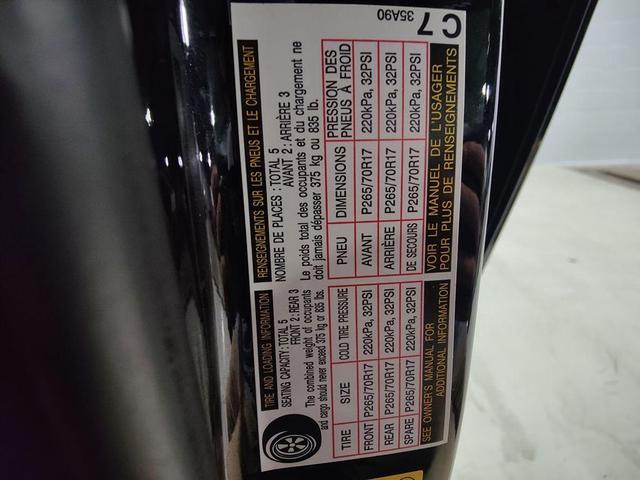 TIRE AND LOADING INFORMATION
SEATING CAPACITY: TOTAL 5
FRONT 2: REAR 3
The combined weight of occupants
and cargo should never exceed 375 kg or 835 lbs.
TIRE SIZE COLD TIRE PRESSURE
FRONT P265/70R17 220kPa, 32PSI
REAR P265/70R17 220kPa, 32PSI
SPARE P265/70R17 220kPa, 32PSI
SEE OWNER'S MANUAL FOR
ADDITIONAL INFORMATION
RENSEIGNEMENTS SUR LES PNEUS ET LE CHARGEMENT
NOMBRE DE PLACES : TOTAL 5
AVANT 2 : ARRIÈRE 3
Le poids total des occupants et du chargement ne
doit jamais dépasser 375 kg ou 835 lb.
PNEU DIMENSIONS PRESSION DES
PNEUS À FROID
AVANT P265/70R17 220kPa, 32PSI
ARRIÈRE P265/70R17 220kPa, 32PSI
DE SECOURS P265/70R17 220kPa, 32PSI
VOIR LE MANUEL DE L'USAGER
POUR PLUS DE RENSEIGNEMENTS
35A90
C7